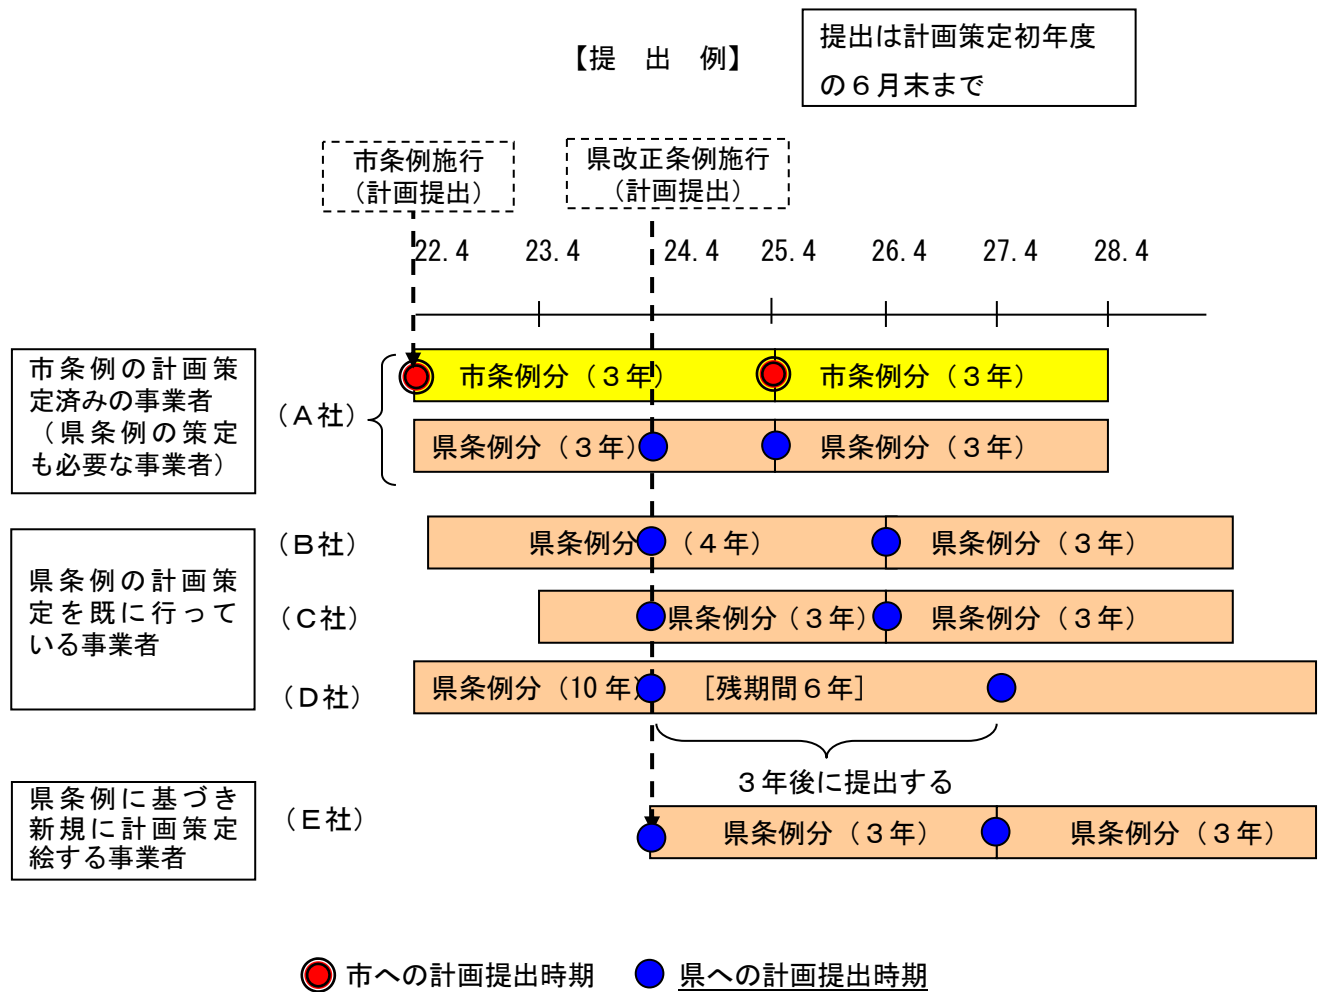 【提　出　例】
提出は計画策定初年度
の６月末まで
市条例施行
（計画提出）
県改正条例施行
（計画提出）
22.4 23.4 24.4 25.4 26.4 27.4 28.4
市条例の計画策
定済みの事業者
（県条例の策定
も必要な事業者）
（Ａ社）
市条例分（３年） 市条例分（３年）
県条例分（３年） 県条例分（３年）
県条例の計画策
定を既に行って
いる事業者
（Ｂ社） 県条例分 （４年） 県条例分（３年）
（Ｃ社） 県条例分（３年） 県条例分（３年）
（Ｄ社） 県条例分（10年） ［残期間６年］
３年後に提出する
県条例に基づき
新規に計画策定
絵する事業者
（Ｅ社） 県条例分（３年） 県条例分（３年）
市への計画提出時期 県への計画提出時期